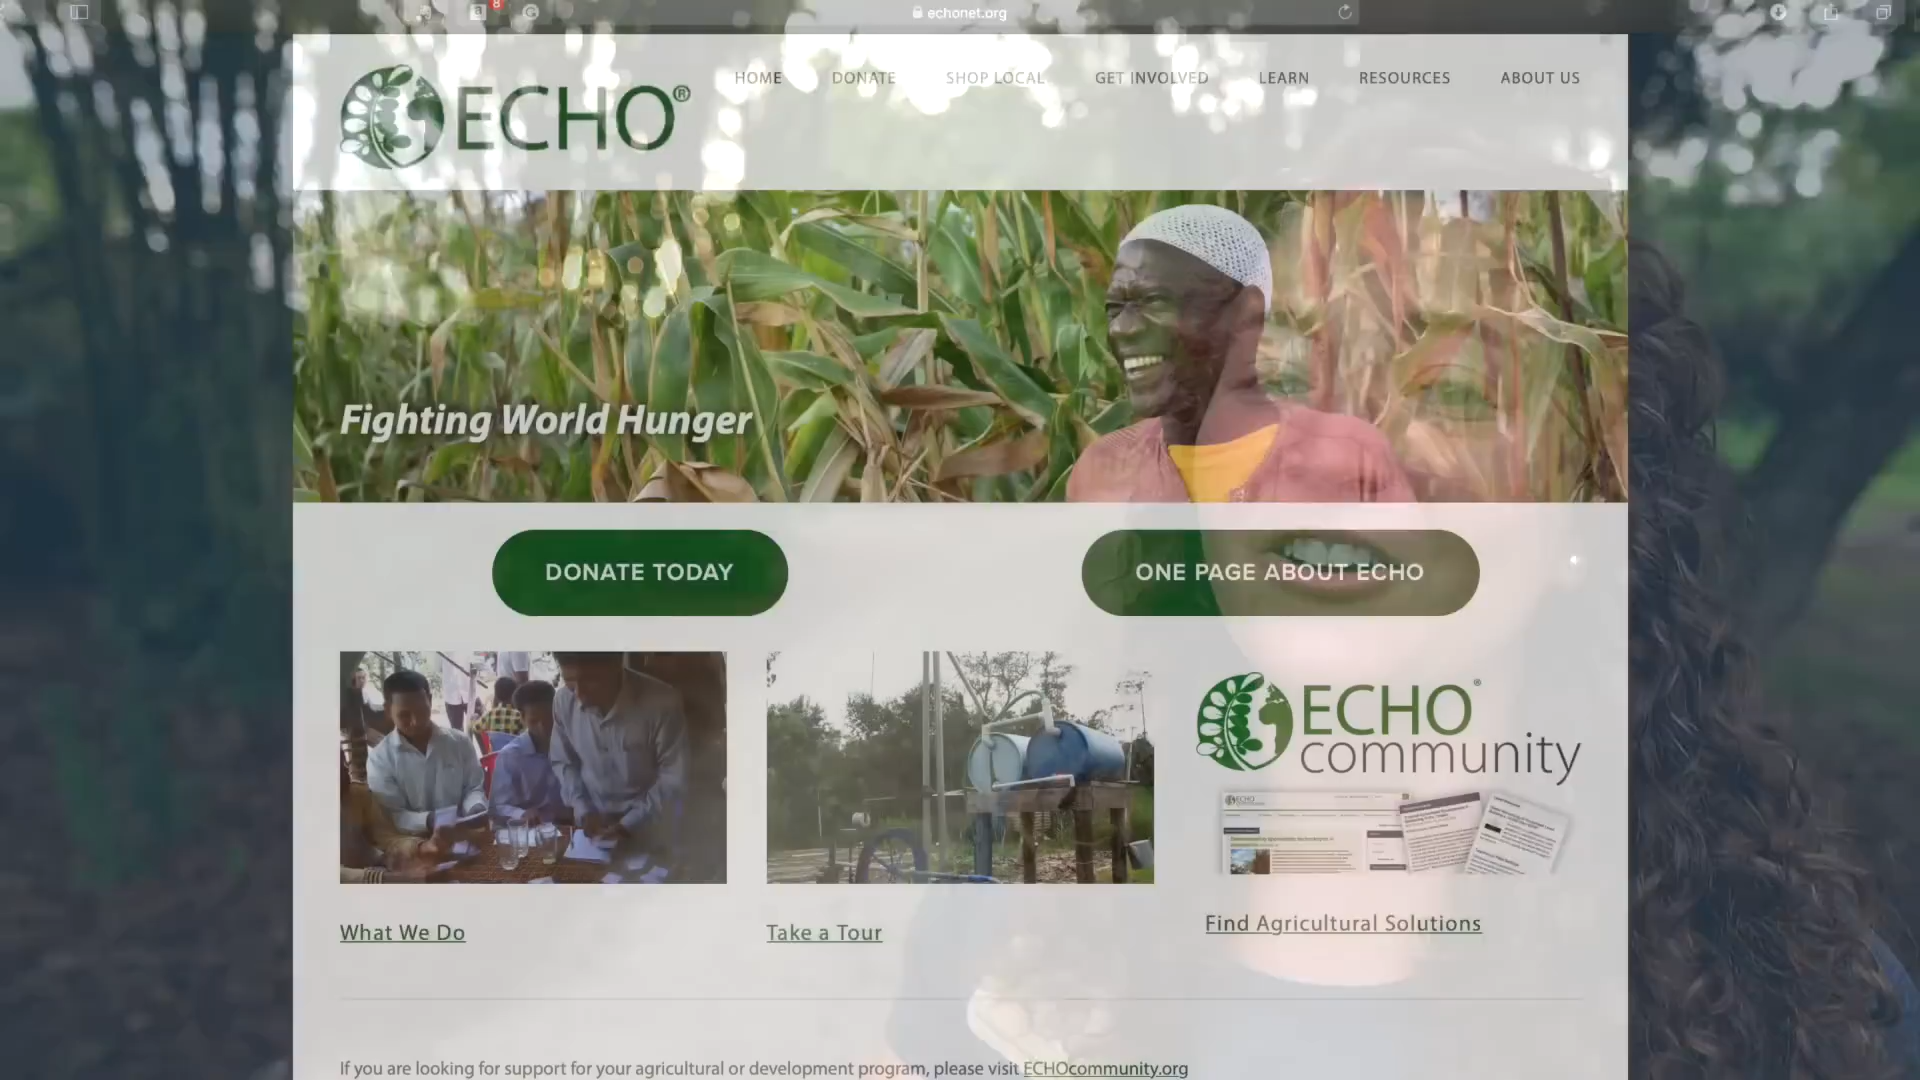 8
echonet.org
ECHO®
HOME DONATE SHOP LOCAL GET INVOLVED LEARN RESOURCES ABOUT US
Fighting World Hunger
DONATE TODAY
ONE PAGE ABOUT ECHO
ECHO®
community
ECHO
What We Do
Take a Tour
Find Agricultural Solutions
If you are looking for support for your agricultural or development program, please visit ECHOcommunity.org